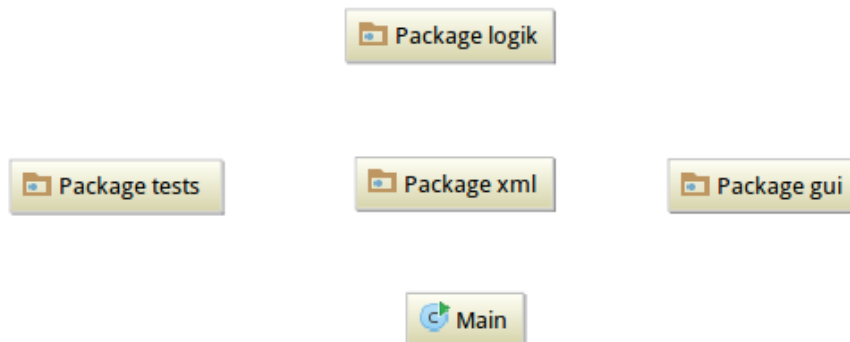 Package logik
Package tests
Package xml
Package gui
C Main